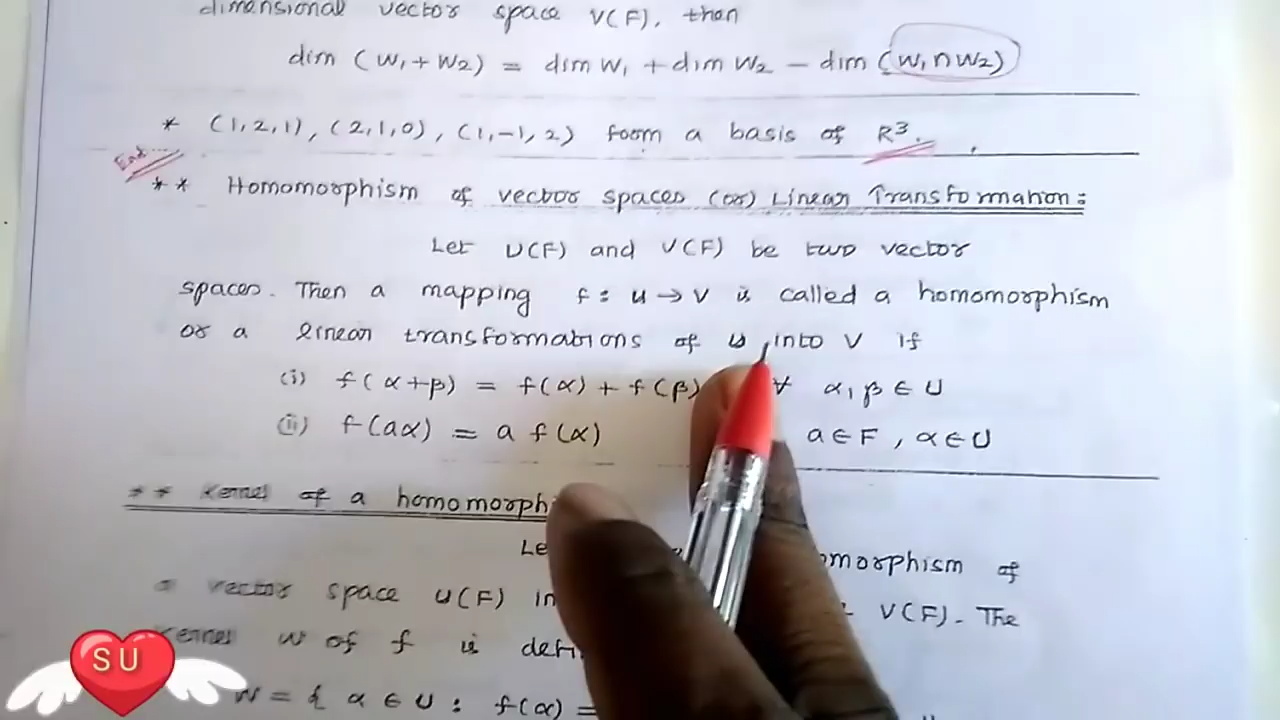 dimensional vector space V(F), then
dim (W₁ + W₂) = dim W₁ + dim W₂ − dim (W₁ ∩ W₂)
* (1,2,1), (2,1,0), (1,-1,2) form a basis of R³.
End
** Homomorphism of vector spaces (or) Linear Transformation:
Let U(F) and V(F) be two vector
spaces. Then a mapping f: U → V is called a homomorphism
or a linear transformations of U into V if
(i) f(α+β) = f(α) + f(β) ∀ α, β ∈ U
(ii) f(aα) = a f(α) a ∈ F, α ∈ U
** Kernel of a homomorph
Le omorphism of
a vector space U(F) in V(F). The
Kernel W of f is defi
W = { α ∈ U : f(α) =
SU